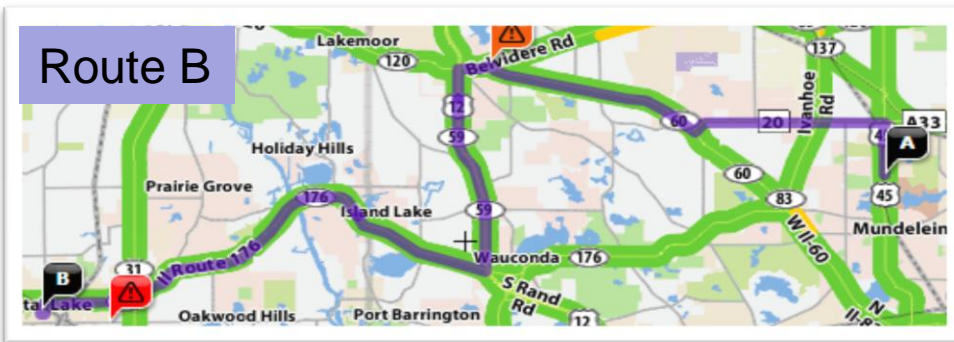 Route B
Lakemoor
120
Belvidere Rd
137
12
59
60
20
Ivanhoe Rd
A33
A
45
Holiday Hills
60
Prairie Grove
176
83
45
Island Lake
59
Mundelein
W Il-60
Wauconda
176
Il Route 176
31
B
Lake
S Rand Rd
12
Oakwood Hills
Port Barrington
N